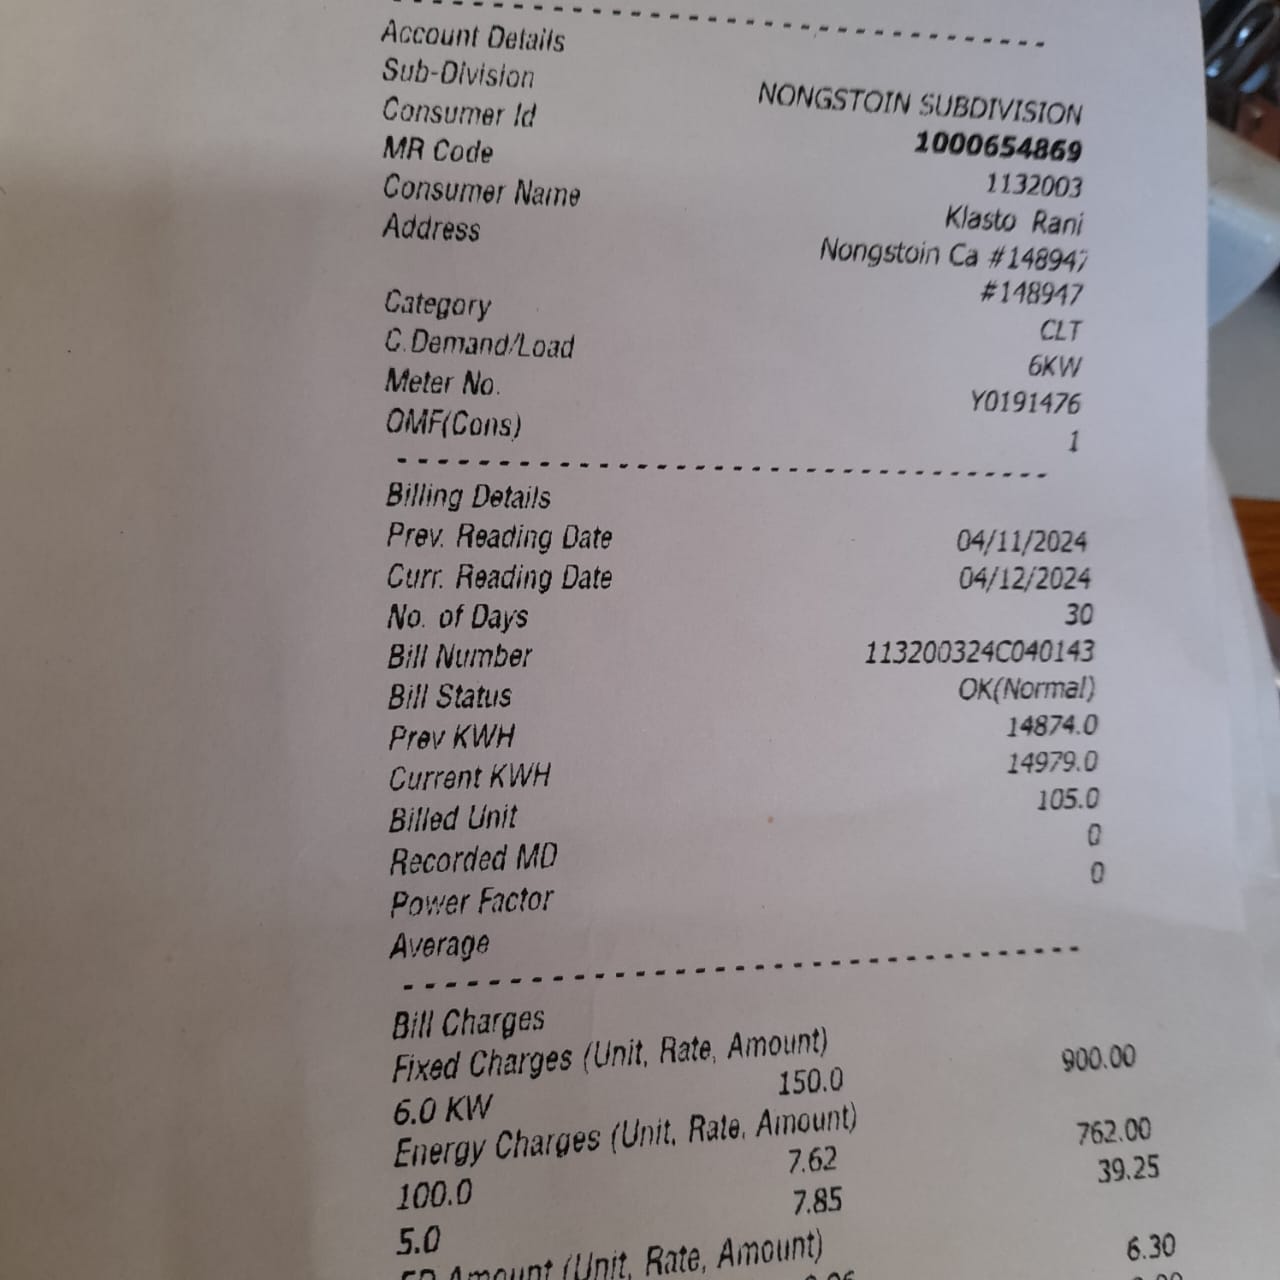 Account Details
Sub-Division NONGSTOIN SUBDIVISION
Consumer Id 1000654869
MR Code 1132003
Consumer Name Klasto Rani
Address Nongstoin Ca #148947
#148947
Category CLT
C.Demand/Load 6KW
Meter No. Y0191476
OMF(Cons) 1
Billing Details
Prev. Reading Date 04/11/2024
Curr. Reading Date 04/12/2024
No. of Days 30
Bill Number 113200324C040143
Bill Status OK(Normal)
Prev KWH 14874.0
Current KWH 14979.0
Billed Unit 105.0
Recorded MD 0
Power Factor 0
Average
Bill Charges
Fixed Charges (Unit, Rate, Amount)
6.0 KW 150.0 900.00
Energy Charges (Unit, Rate, Amount)
100.0 7.62 762.00
5.0 7.85 39.25
Amount (Unit, Rate, Amount)
6.30